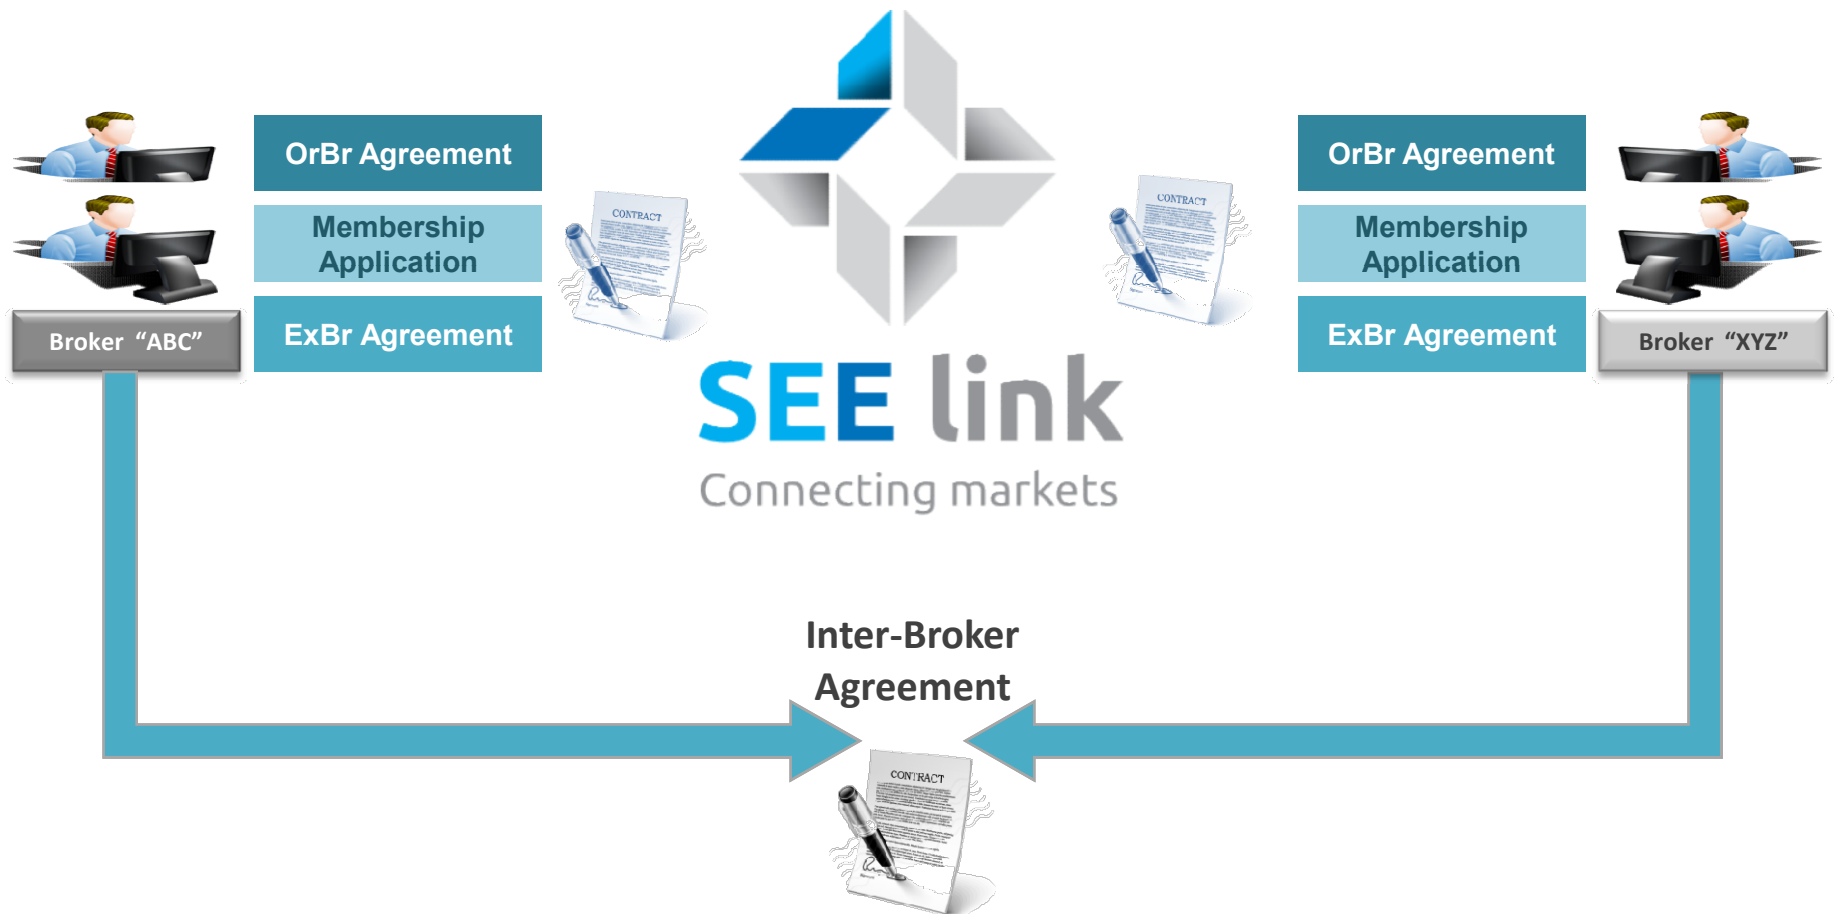 OrBr Agreement
Membership
Application
ExBr Agreement
Broker “ABC”
CONTRACT
SEE link
Connecting markets
CONTRACT
OrBr Agreement
Membership
Application
ExBr Agreement
Broker “XYZ”
Inter-Broker
Agreement
CONTRACT